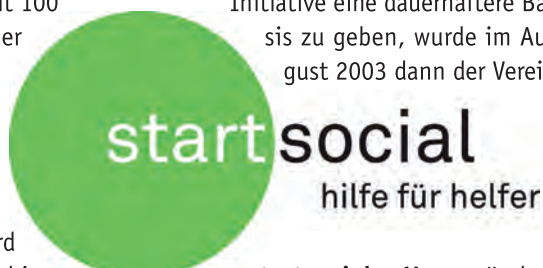 t 100
er
Initiative eine dauerhaftere Ba
sis zu geben, wurde im Au
gust 2003 dann der Verei
startsocial
hilfe für helfer
rd